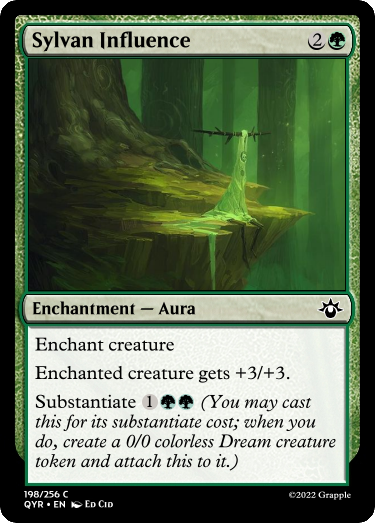 Sylvan Influence 2
Enchantment — Aura
Enchant creature
Enchanted creature gets +3/+3.
Substantiate 1 (You may cast
this for its substantiate cost; when you
do, create a 0/0 colorless Dream creature
token and attach this to it.)
198/256 C
QYR • EN Ed Cid
©2022 Grapple